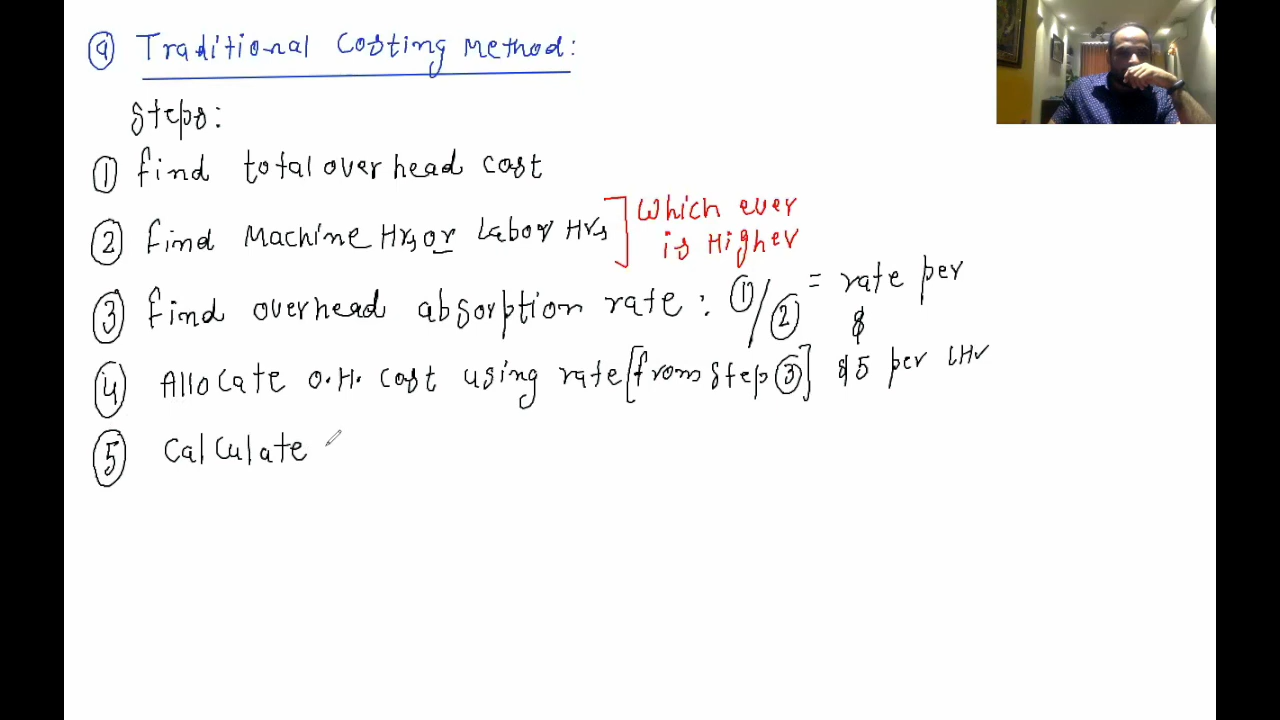 ⓐ Traditional Costing Method:
Steps:
① Find total overhead cost
② Find Machine Hrs or Labor Hrs ] Which ever is Higher
③ Find overhead absorption rate: ①/② = rate per $
④ Allocate O.H. cost using rate [from step ③] $5 per LHr
⑤ Calculate